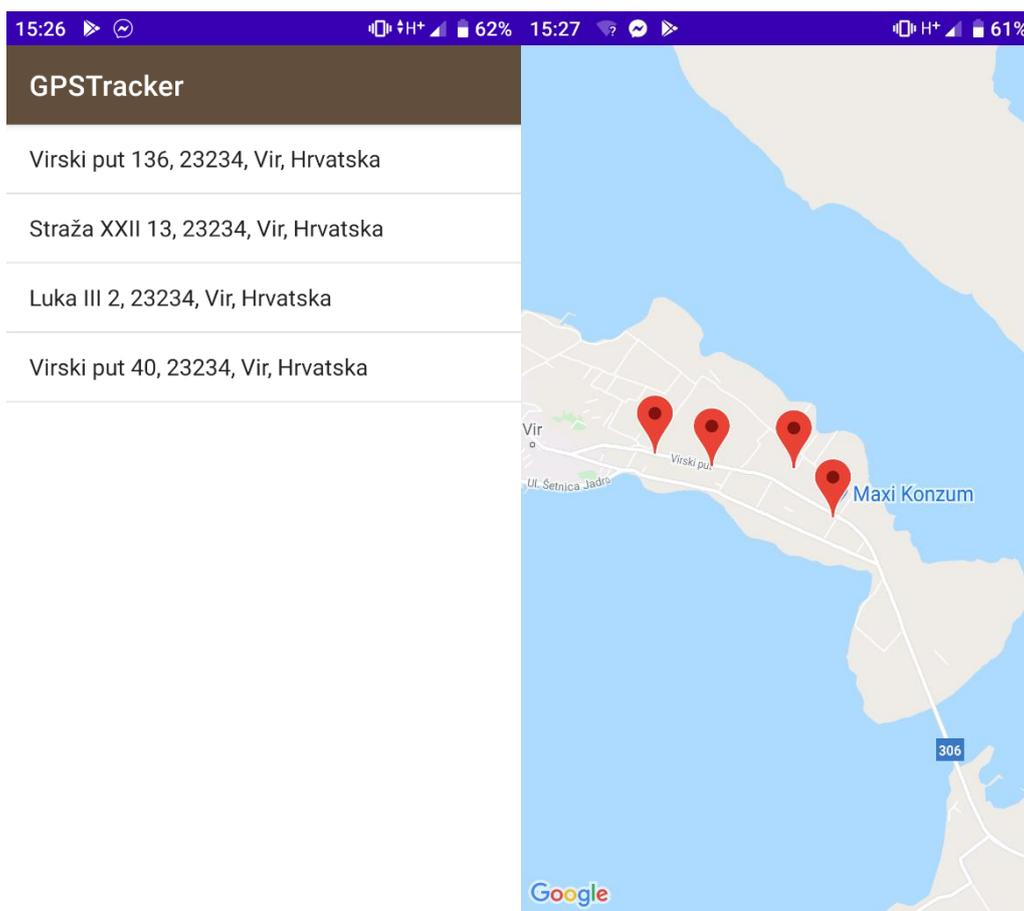 15:26 H+ 62%
GPSTracker
Virski put 136, 23234, Vir, Hrvatska
Straža XXII 13, 23234, Vir, Hrvatska
Luka III 2, 23234, Vir, Hrvatska
Virski put 40, 23234, Vir, Hrvatska
15:27 H+ 61%
Vir
Virski put
Ul. Šetnica Jadro
Maxi Konzum
306
Google